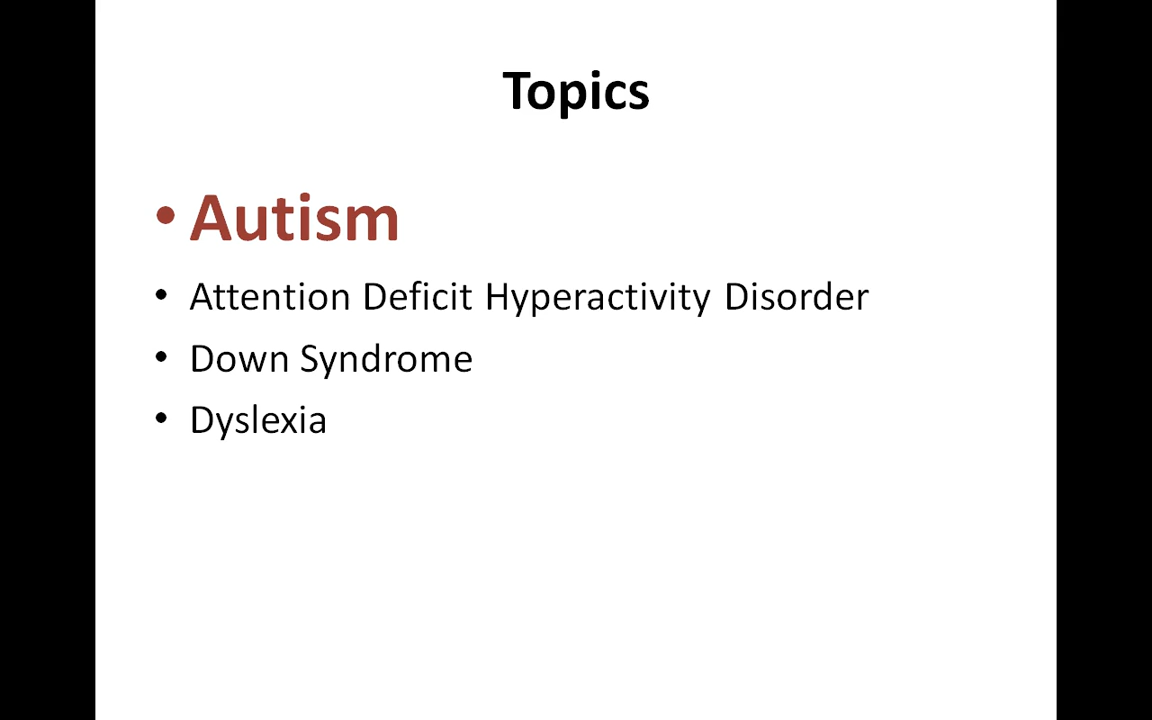 Topics
• Autism
• Attention Deficit Hyperactivity Disorder
• Down Syndrome
• Dyslexia